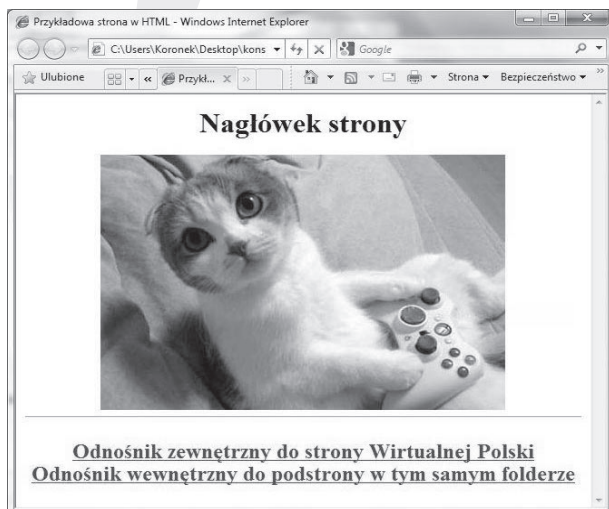 Przykładowa strona w HTML - Windows Internet Explorer
C:\Users\Koronek\Desktop\kons
Google
Ulubione
Przykł...
Strona
Bezpieczeństwo
Nagłówek strony
Odnośnik zewnętrzny do strony Wirtualnej Polski
Odnośnik wewnętrzny do podstrony w tym samym folderze